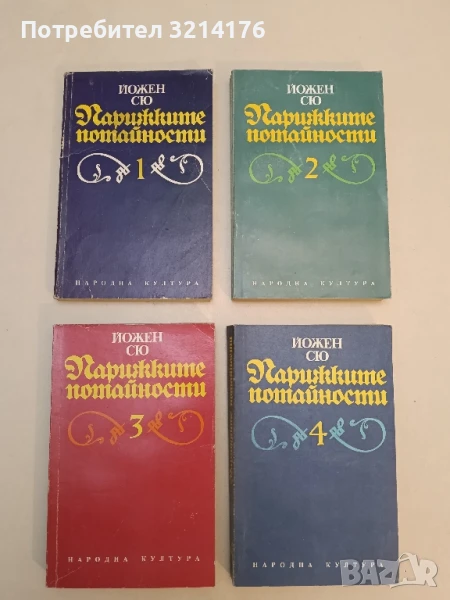 Потребител 3214176
ЙОЖЕН
СЮ
Парижките
потайности
1
НАРОДНА КУЛТУРА
ЙОЖЕН
СЮ
Парижките
потайности
2
НАРОДНА КУЛТУРА
ЙОЖЕН
СЮ
Парижките
потайности
3
НАРОДНА КУЛТУРА
ЙОЖЕН
СЮ
Парижките
потайности
4
НАРОДНА КУЛТУРА
BAZAR